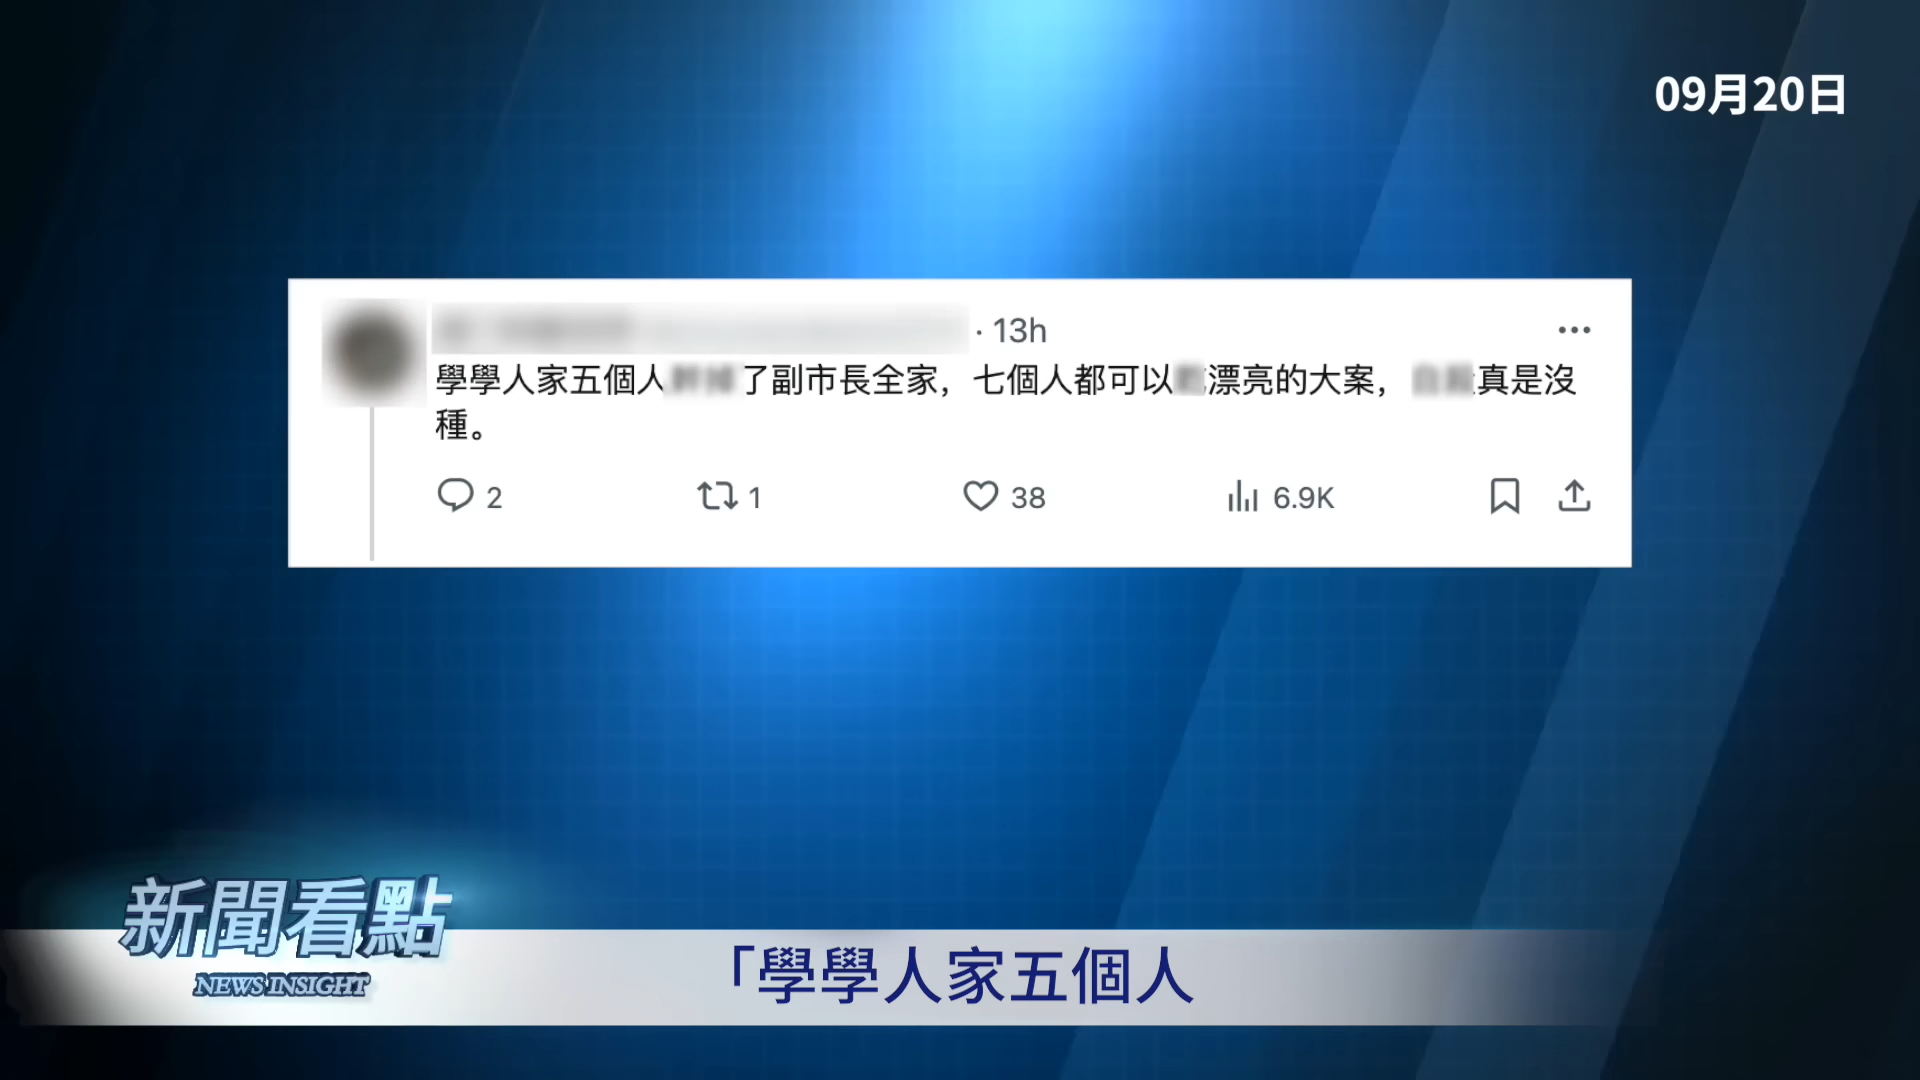 09月20日
· 13h
學學人家五個人了副市長全家，七個人都可以漂亮的大案，真是沒
種。
2 1 38 6.9K
新聞看點
NEWS INSIGHT
「學學人家五個人